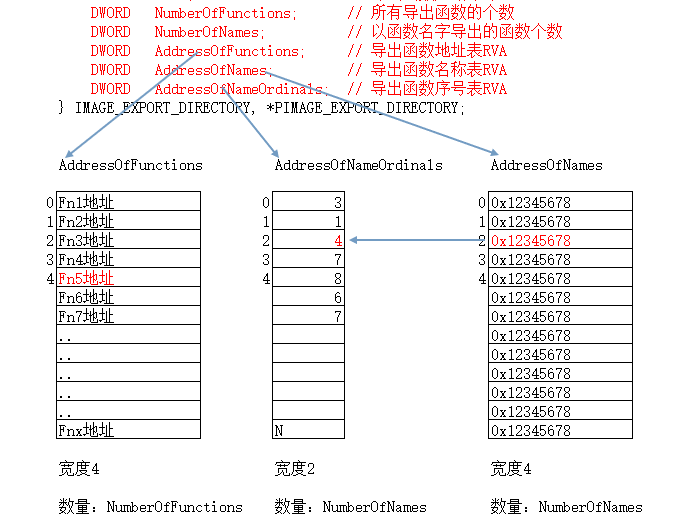 DWORD NumberOfFunctions; // 所有导出函数的个数
DWORD NumberOfNames; // 以函数名字导出的函数个数
DWORD AddressOfFunctions; // 导出函数地址表RVA
DWORD AddressOfNames; // 导出函数名称表RVA
DWORD AddressOfNameOrdinals; // 导出函数序号表RVA
} IMAGE_EXPORT_DIRECTORY, *PIMAGE_EXPORT_DIRECTORY;
AddressOfFunctions AddressOfNameOrdinals AddressOfNames
0 Fn1地址 0 3 0 0x12345678
1 Fn2地址 1 1 1 0x12345678
2 Fn3地址 2 4 2 0x12345678
3 Fn4地址 3 7 3 0x12345678
4 Fn5地址 4 8 4 0x12345678
Fn6地址 6 0x12345678
Fn7地址 7 0x12345678
.. 0x12345678
.. 0x12345678
.. 0x12345678
.. 0x12345678
.. 0x12345678
Fnx地址 N 0x12345678
宽度4 宽度2 宽度4
数量：NumberOfFunctions 数量：NumberOfNames 数量：NumberOfNames